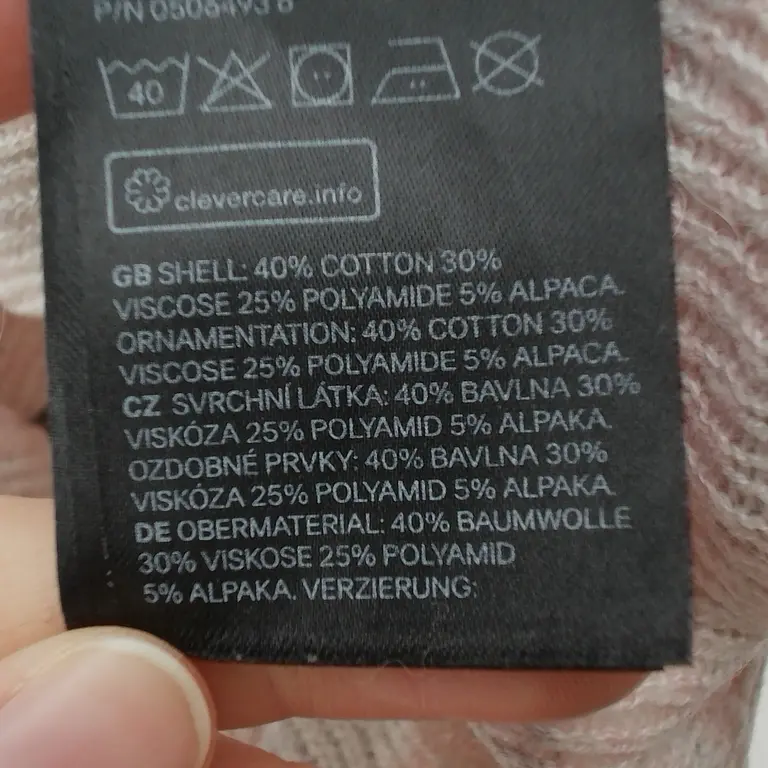 40
clevercare.info
GB SHELL: 40% COTTON 30%
VISCOSE 25% POLYAMIDE 5% ALPACA.
ORNAMENTATION: 40% COTTON 30%
VISCOSE 25% POLYAMIDE 5% ALPACA.
CZ SVRCHNÍ LÁTKA: 40% BAVLNA 30%
VISKÓZA 25% POLYAMID 5% ALPAKA.
OZDOBNÉ PRVKY: 40% BAVLNA 30%
VISKÓZA 25% POLYAMID 5% ALPAKA.
DE OBERMATERIAL: 40% BAUMWOLLE
30% VISKOSE 25% POLYAMID
5% ALPAKA. VERZIERUNG: